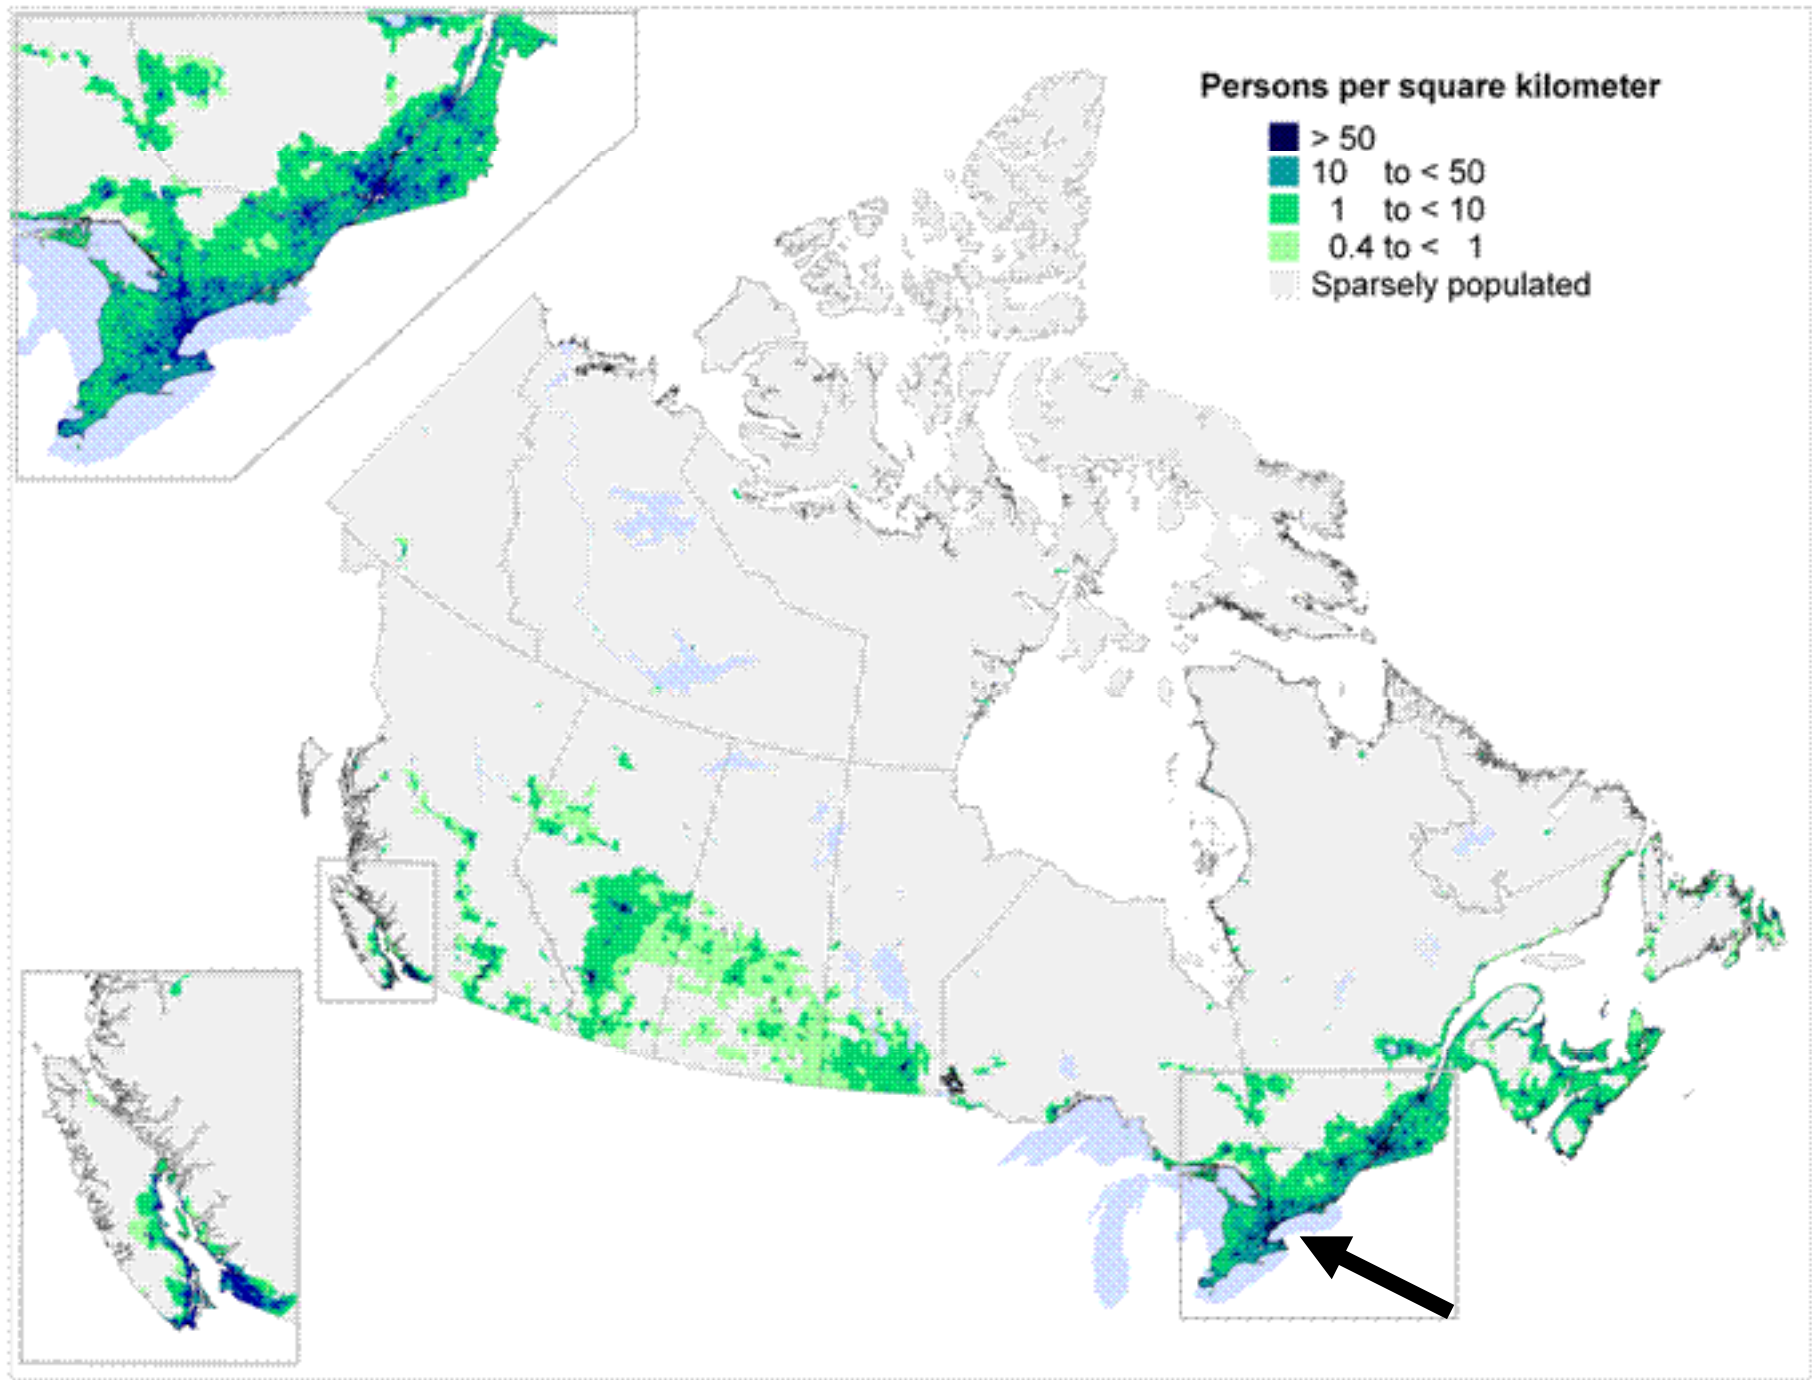 Persons per square kilometer
> 50
10 to < 50
1 to < 10
0.4 to < 1
Sparsely populated